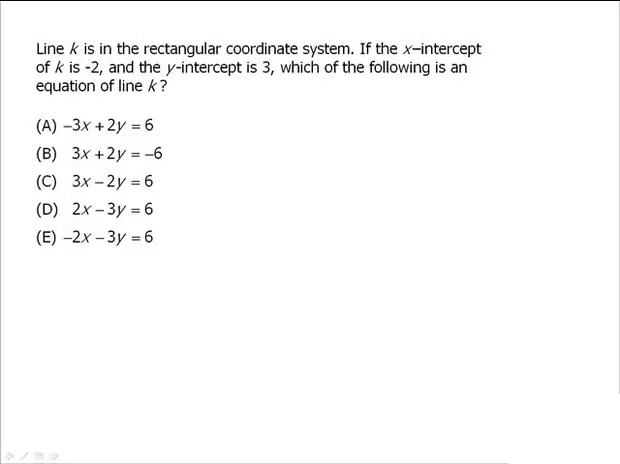 Line k is in the rectangular coordinate system. If the x–intercept
of k is -2, and the y-intercept is 3, which of the following is an
equation of line k?
(A) –3x + 2y = 6
(B) 3x + 2y = –6
(C) 3x – 2y = 6
(D) 2x – 3y = 6
(E) –2x – 3y = 6